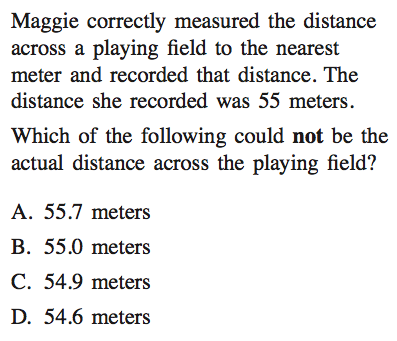 Maggie correctly measured the distance
across a playing field to the nearest
meter and recorded that distance. The
distance she recorded was 55 meters.
Which of the following could not be the
actual distance across the playing field?
A. 55.7 meters
B. 55.0 meters
C. 54.9 meters
D. 54.6 meters